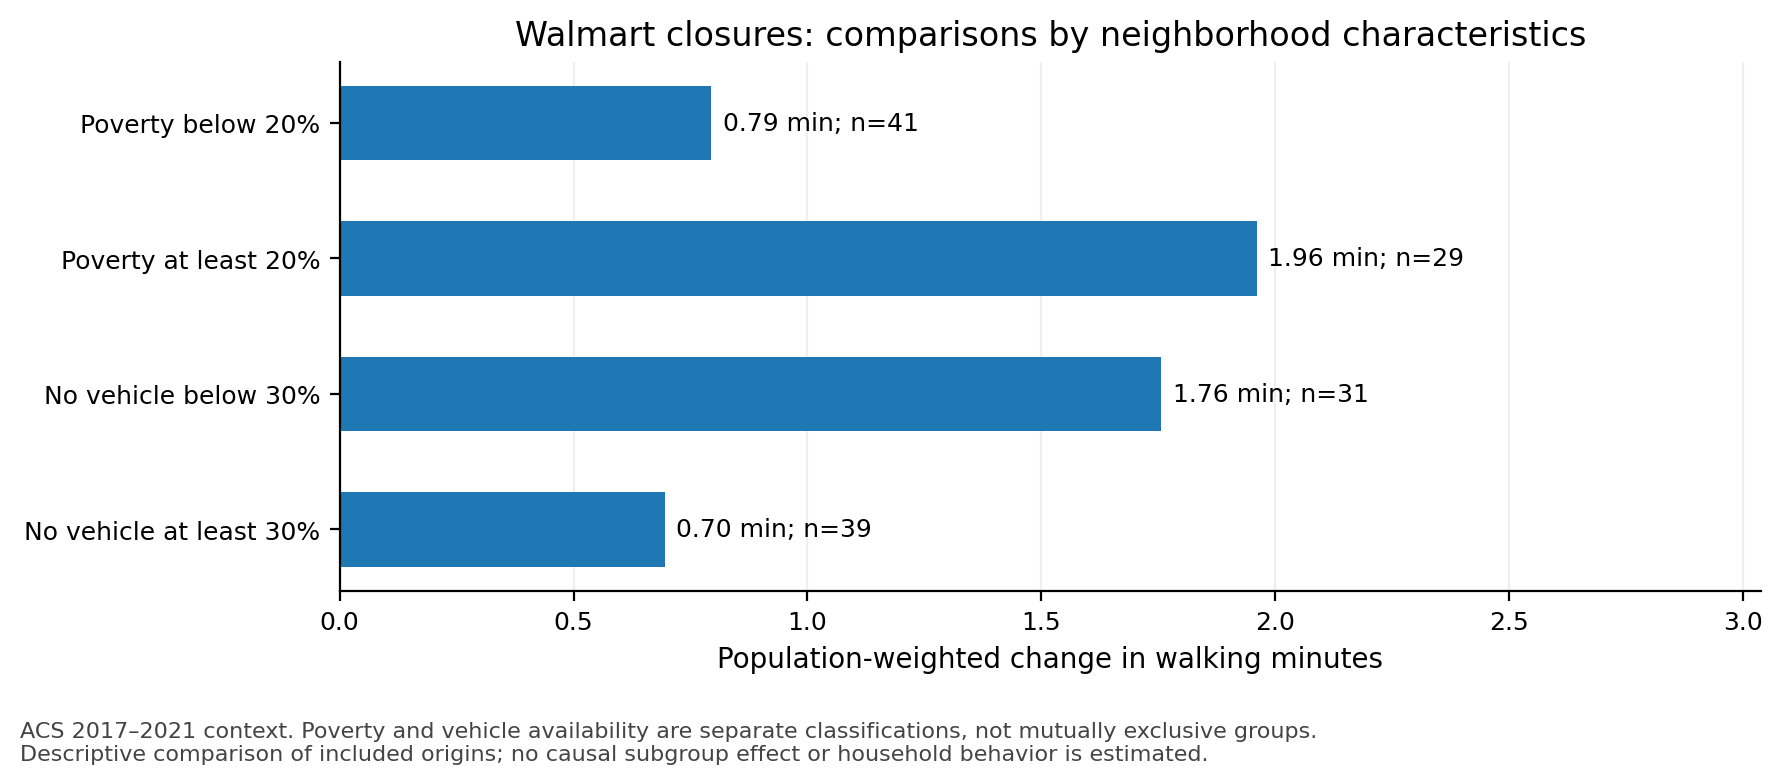 Walmart closures: comparisons by neighborhood characteristics
Poverty below 20%
0.79 min; n=41
Poverty at least 20%
1.96 min; n=29
No vehicle below 30%
1.76 min; n=31
No vehicle at least 30%
0.70 min; n=39
0.0 0.5 1.0 1.5 2.0 2.5 3.0
Population-weighted change in walking minutes
ACS 2017–2021 context. Poverty and vehicle availability are separate classifications, not mutually exclusive groups.
Descriptive comparison of included origins; no causal subgroup effect or household behavior is estimated.